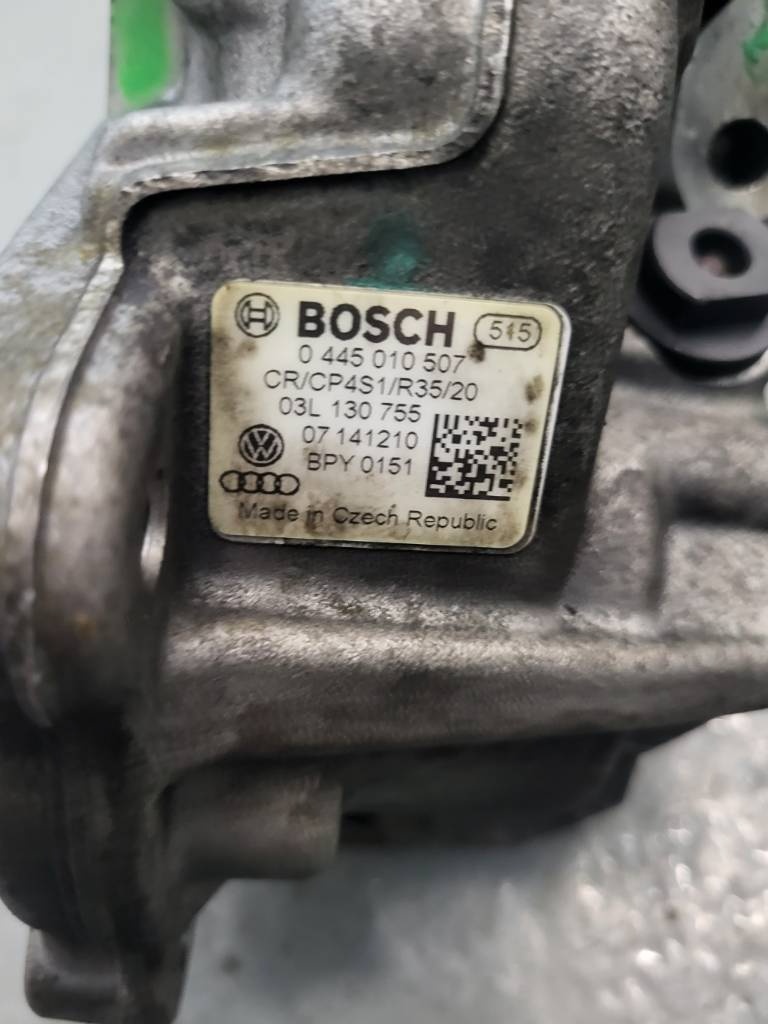 BOSCH 515
0 445 010 507
CR/CP4S1/R35/20
03L 130 755
07 141210
BPY 0151
Made in Czech Republic